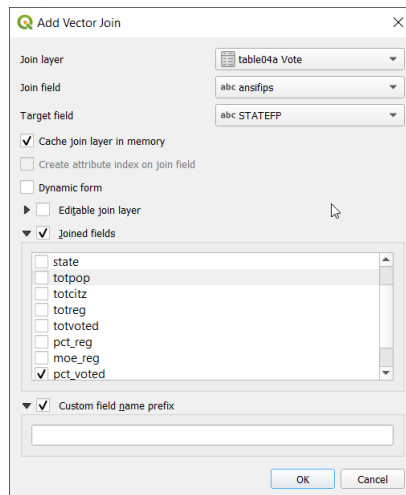 Add Vector Join
Join layer table04a Vote
Join field abc ansifips
Target field abc STATEFP
Cache join layer in memory
Create attribute index on join field
Dynamic form
Editable join layer
Joined fields
state
totpop
totcitz
totreg
totvoted
pct_reg
moe_reg
pct_voted
Custom field name prefix
OK Cancel